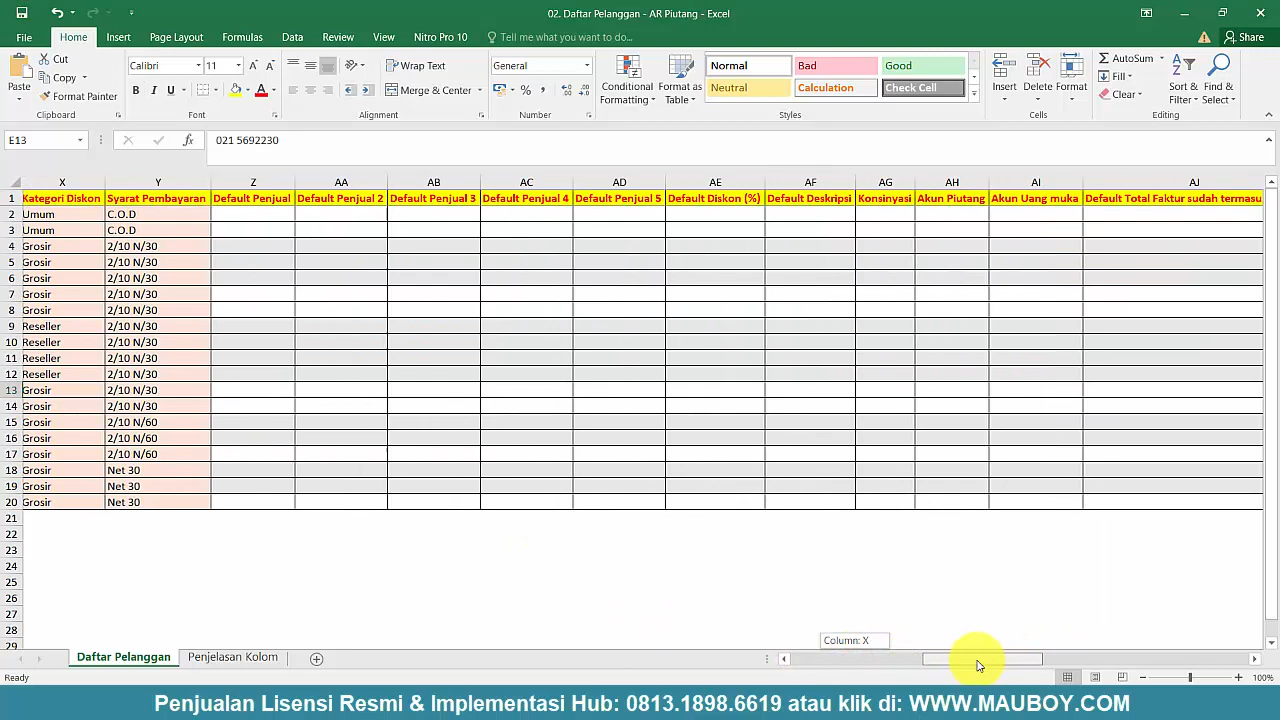 02. Daftar Pelanggan - AR Piutang - Excel
File Home Insert Page Layout Formulas Data Review View Nitro Pro 10 Tell me what you want to do... Share
Paste Cut Copy Format Painter Clipboard
Calibri 11 B I U Font
Wrap Text Merge & Center Alignment
General % Number
Conditional Formatting Format as Table
Normal Bad Good
Neutral Calculation Check Cell
Styles
Insert Delete Format Cells
AutoSum Fill Clear Sort & Filter Find & Select Editing
E13 fx 021 5692230
X Y Z AA AB AC AD AE AF AG AH AI AJ
1 Kategori Diskon Syarat Pembayaran Default Penjual Default Penjual 2 Default Penjual 3 Default Penjual 4 Default Penjual 5 Default Diskon (%) Default Deskripsi Konsinyasi Akun Piutang Akun Uang muka Default Total Faktur sudah termasu
2 Umum C.O.D
3 Umum C.O.D
4 Grosir 2/10 N/30
5 Grosir 2/10 N/30
6 Grosir 2/10 N/30
7 Grosir 2/10 N/30
8 Grosir 2/10 N/30
9 Reseller 2/10 N/30
10 Reseller 2/10 N/30
11 Reseller 2/10 N/30
12 Reseller 2/10 N/30
13 Grosir 2/10 N/30
14 Grosir 2/10 N/30
15 Grosir 2/10 N/60
16 Grosir 2/10 N/60
17 Grosir 2/10 N/60
18 Grosir Net 30
19 Grosir Net 30
20 Grosir Net 30
21
22
23
24
25
26
27
28
29
Column: X
Daftar Pelanggan Penjelasan Kolom
Ready 100%
Penjualan Lisensi Resmi & Implementasi Hub: 0813.1898.6619 atau klik di: WWW.MAUBOY.COM